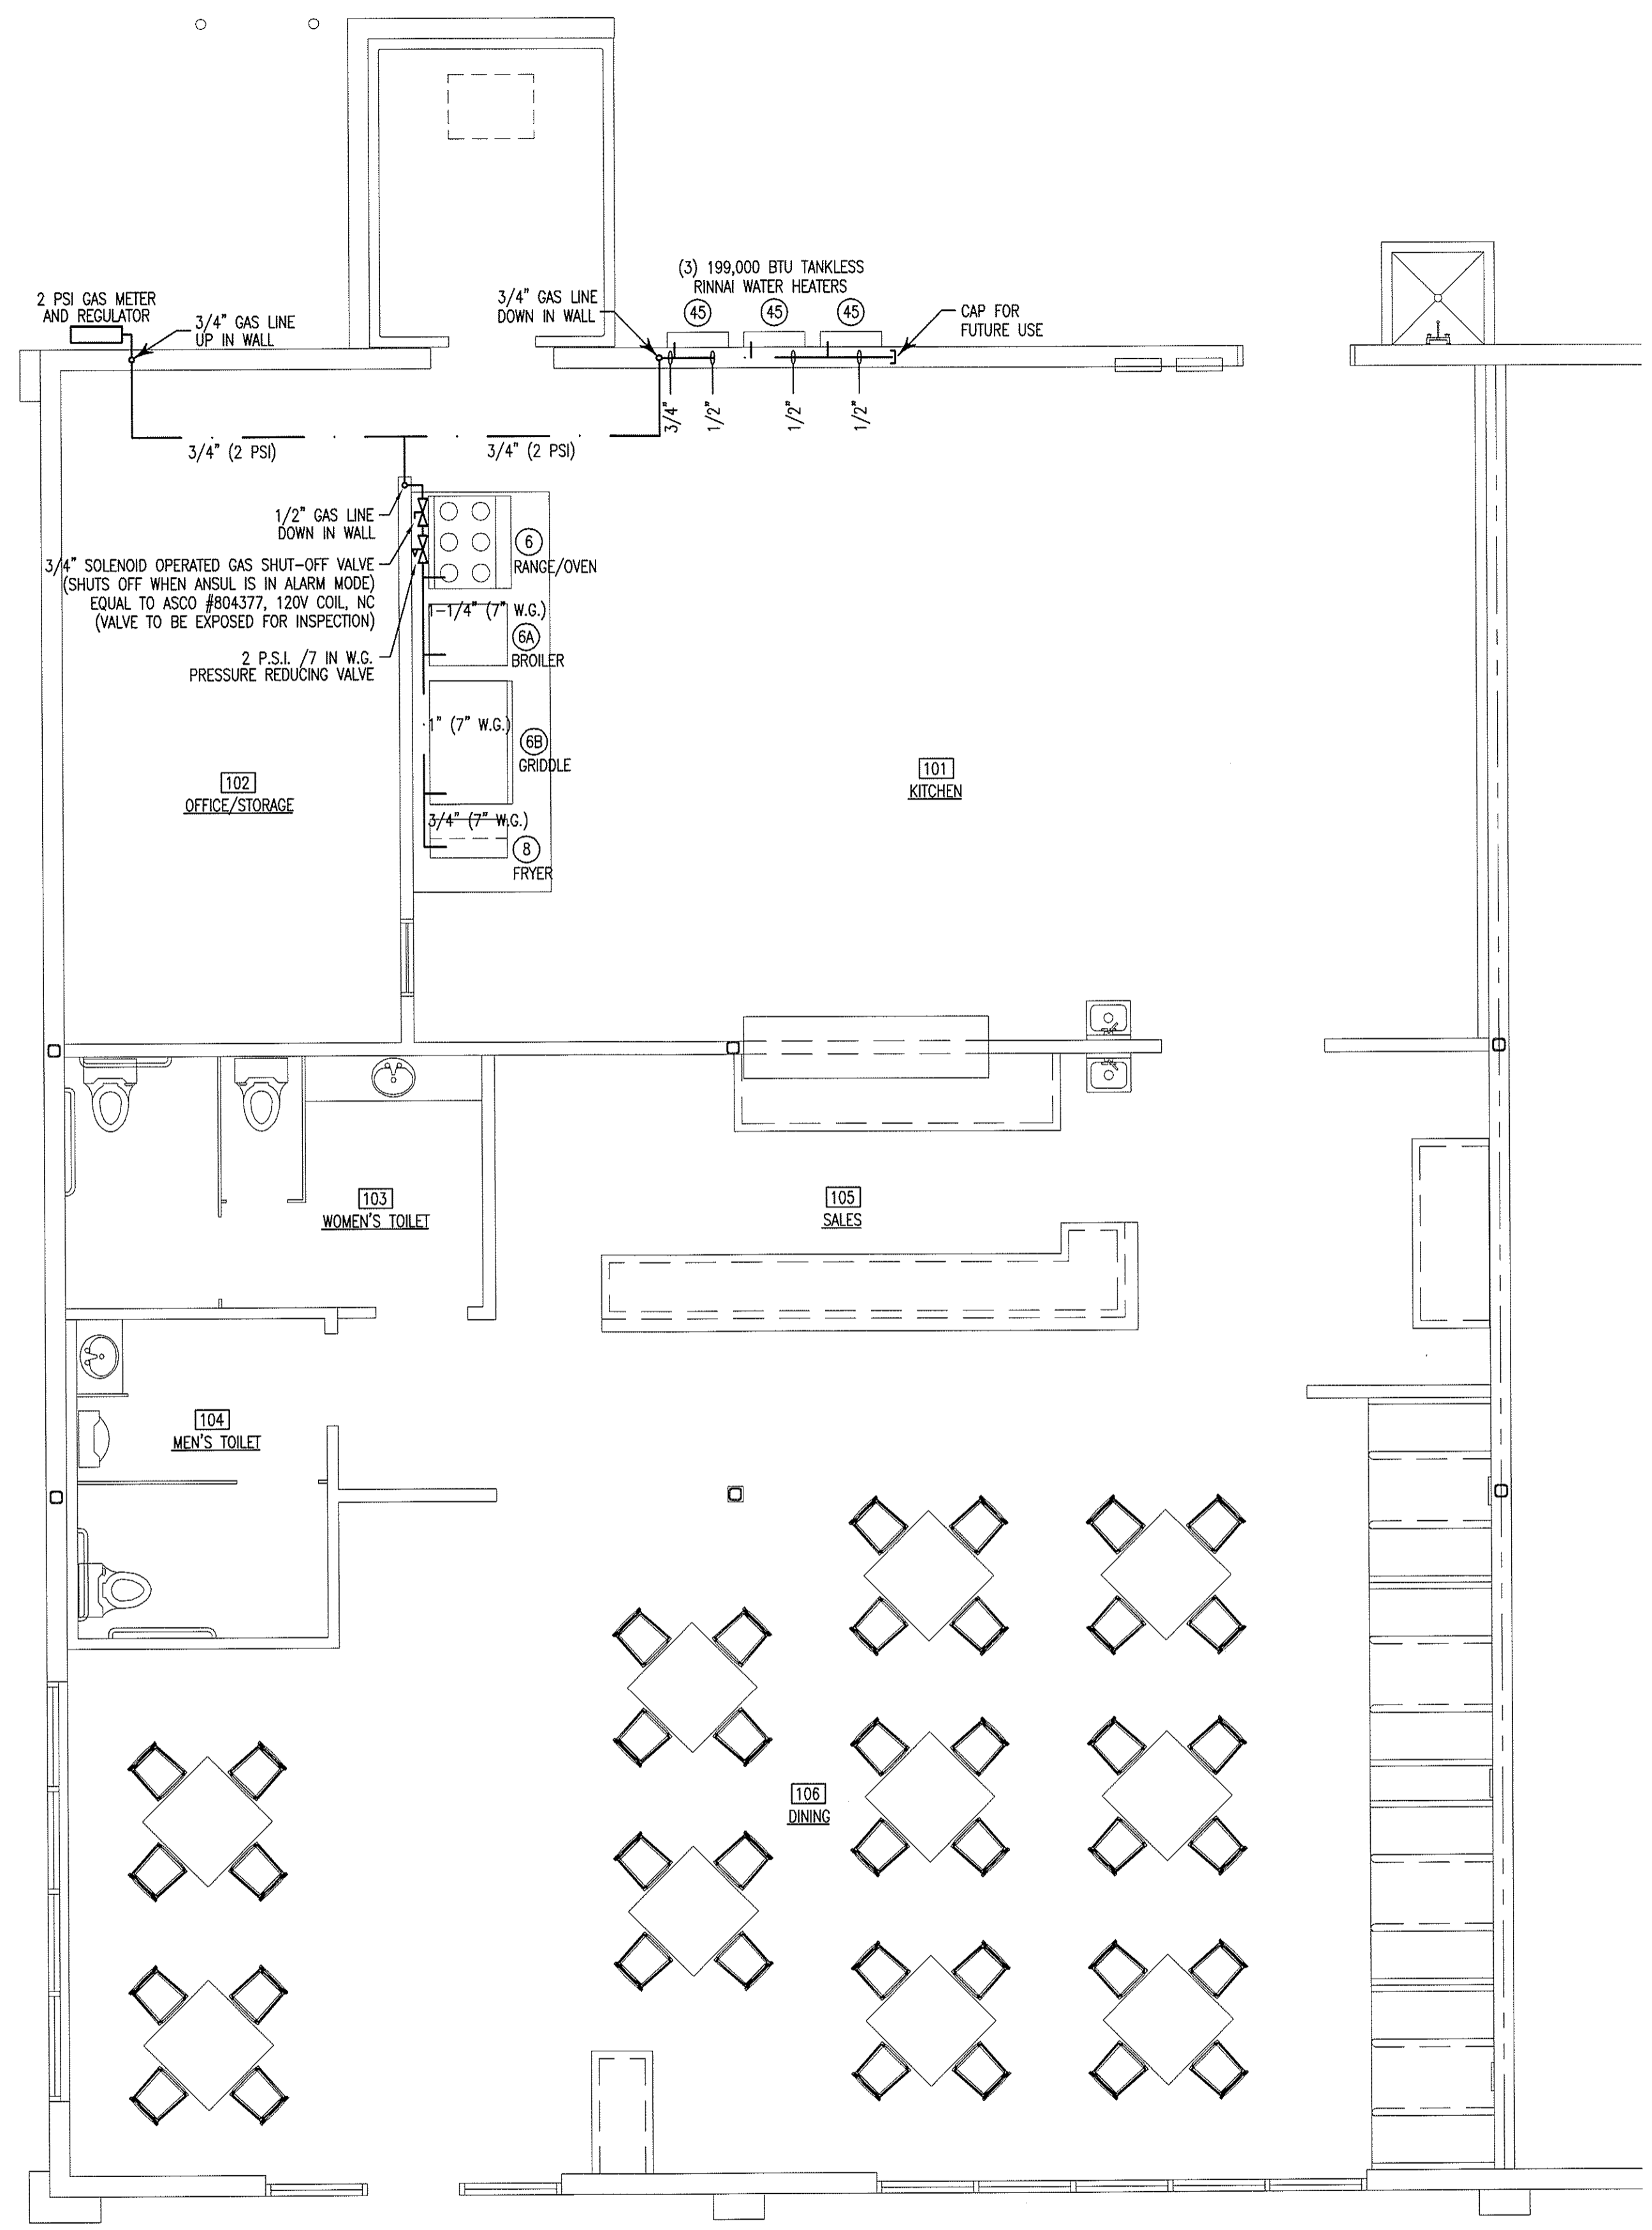 (3) 199,000 BTU TANKLESS
RINNAI WATER HEATERS
45
45
45
2 PSI GAS METER
AND REGULATOR
3/4" GAS LINE
UP IN WALL
3/4" GAS LINE
DOWN IN WALL
CAP FOR
FUTURE USE
3/4"
1/2"
1/2"
1/2"
3/4" (2 PSI)
3/4" (2 PSI)
1/2" GAS LINE
DOWN IN WALL
3/4" SOLENOID OPERATED GAS SHUT-OFF VALVE
(SHUTS OFF WHEN ANSUL IS IN ALARM MODE)
EQUAL TO ASCO #804377, 120V COIL, NC
(VALVE TO BE EXPOSED FOR INSPECTION)
2 P.S.I. /7 IN W.G.
PRESSURE REDUCING VALVE
6
RANGE/OVEN
1-1/4" (7" W.G.)
6A
BROILER
1" (7" W.G.)
6B
GRIDDLE
3/4" (7" W.G.)
8
FRYER
102
OFFICE/STORAGE
101
KITCHEN
103
WOMEN'S TOILET
105
SALES
104
MEN'S TOILET
106
DINING